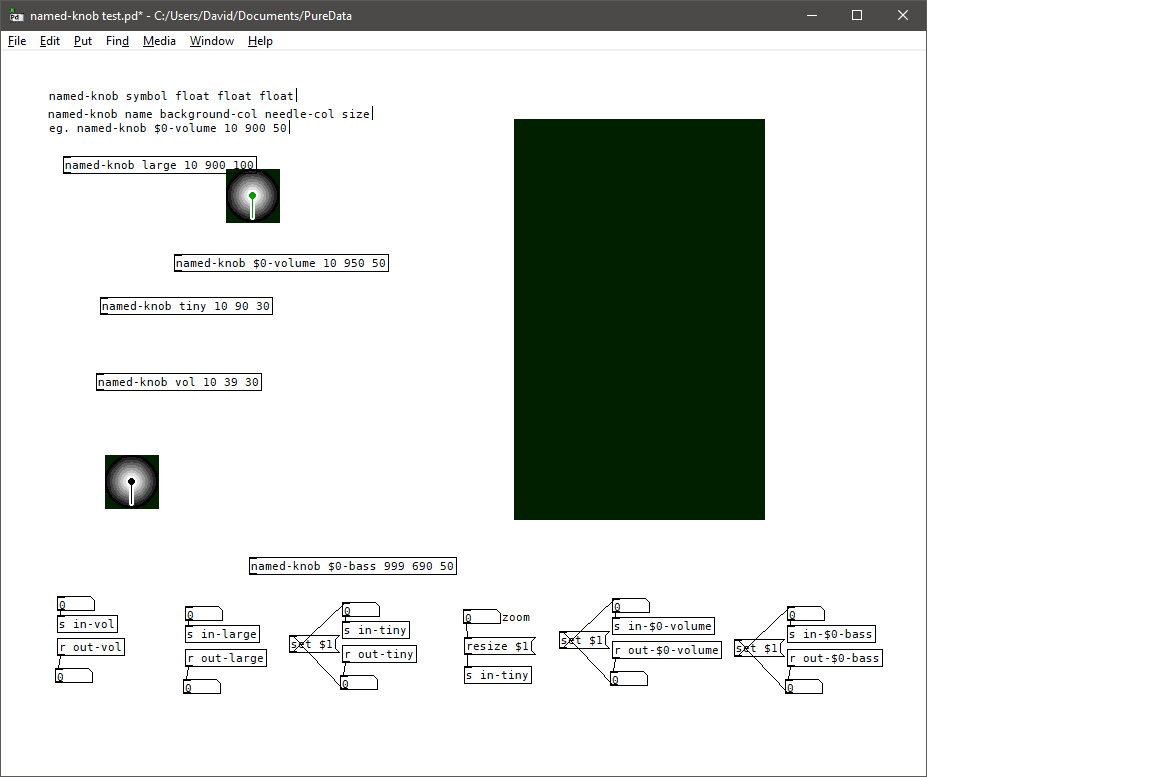 named-knob test.pd* - C:/Users/David/Documents/PureData
File Edit Put Find Media Window Help
named-knob symbol float float float
named-knob name background-col needle-col size
eg. named-knob $0-volume 10 900 50
named-knob large 10 900 100
named-knob $0-volume 10 950 50
named-knob tiny 10 90 30
named-knob vol 10 39 30
named-knob $0-bass 999 690 50
0
s in-vol
r out-vol
0
0
s in-large
r out-large
0
set $1
0
s in-tiny
r out-tiny
0
0 zoom
resize $1
s in-tiny
set $1
0
s in-$0-volume
r out-$0-volume
0
set $1
0
s in-$0-bass
r out-$0-bass
0